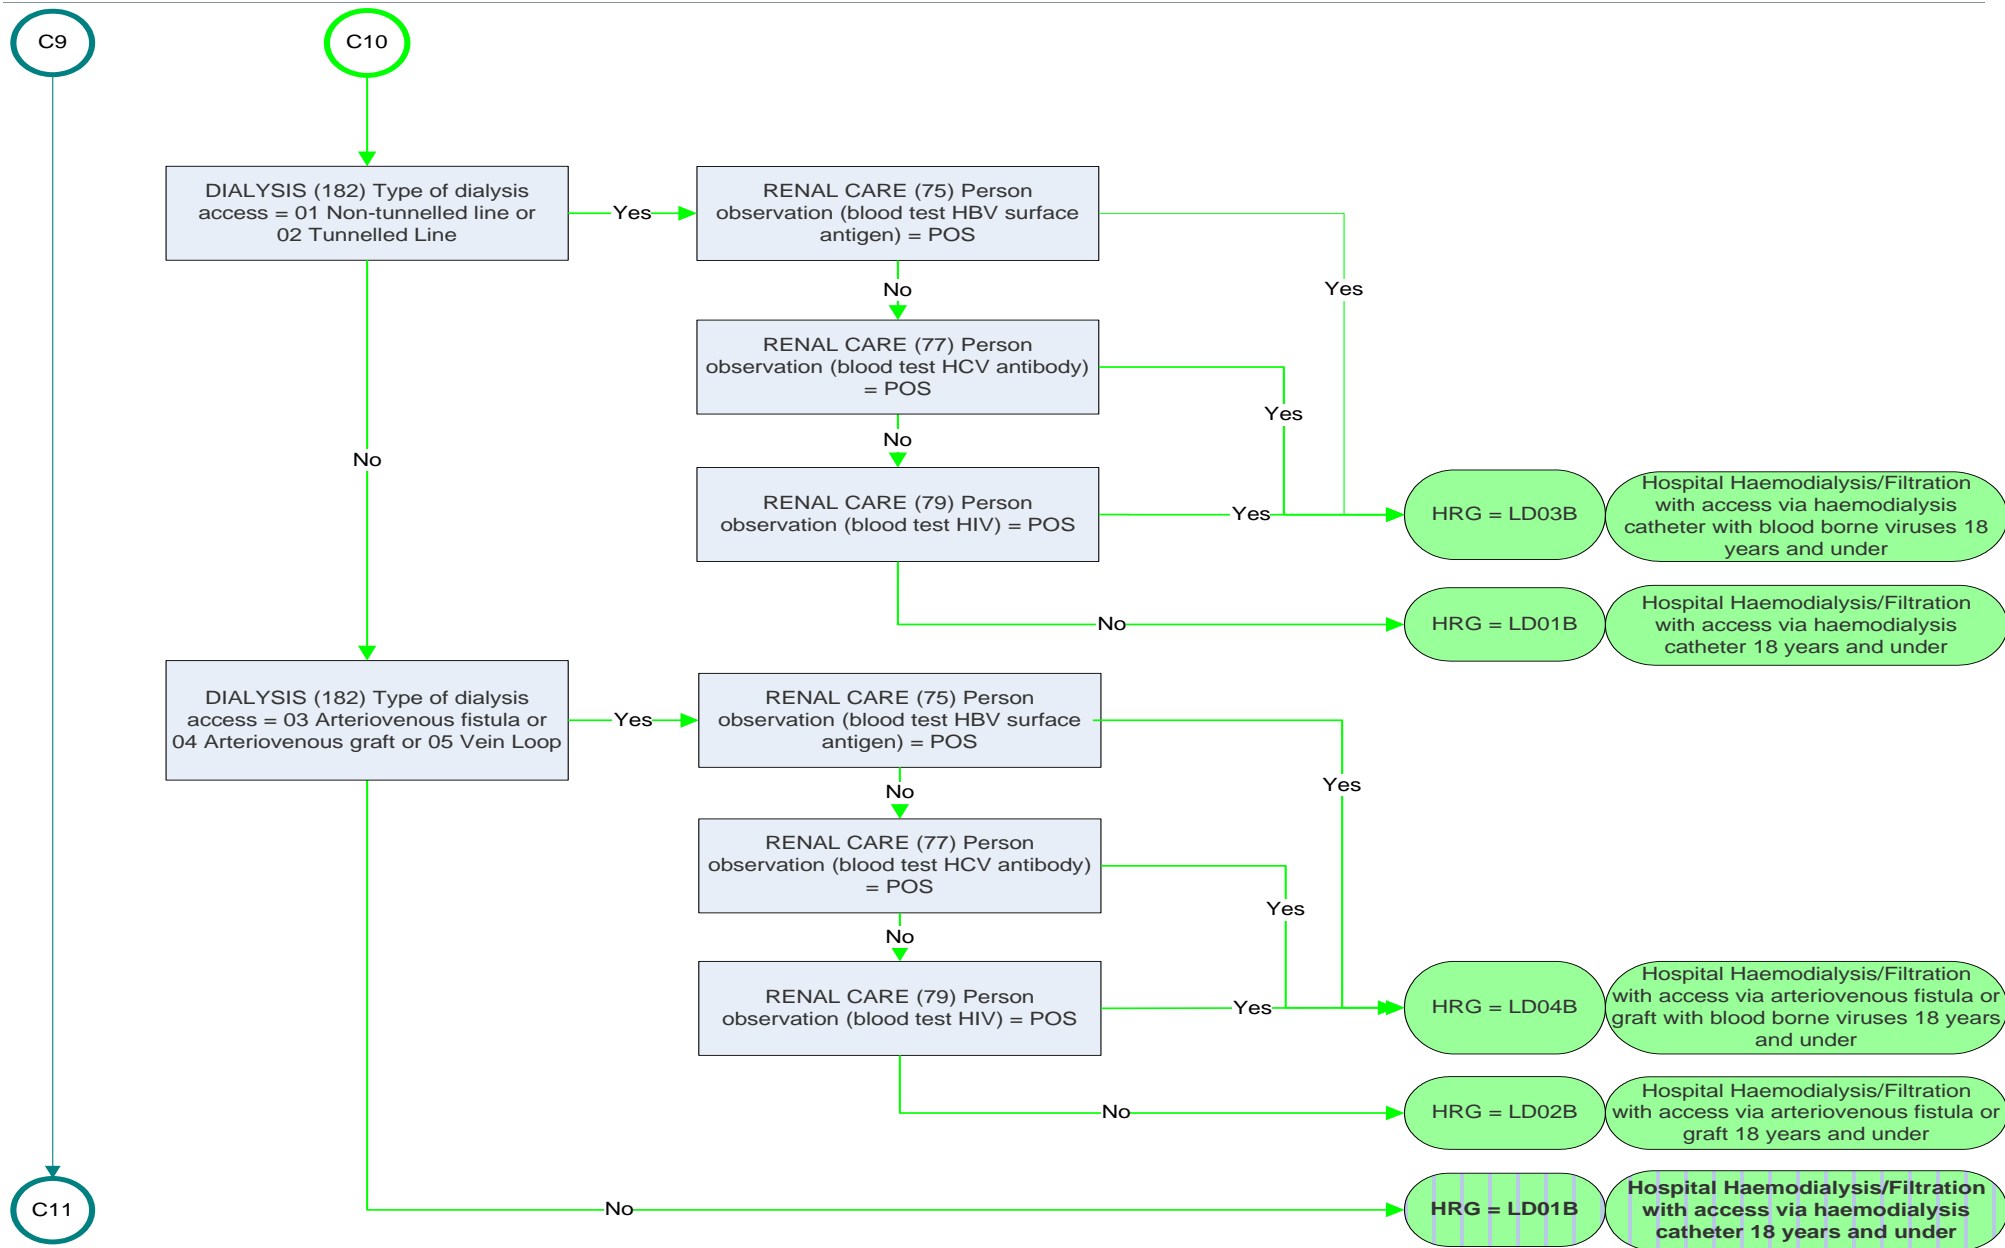 C9
C10
DIALYSIS (182) Type of dialysis
access = 01 Non-tunnelled line or
02 Tunnelled Line
Yes
RENAL CARE (75) Person
observation (blood test HBV surface
antigen) = POS
No
Yes
RENAL CARE (77) Person
observation (blood test HCV antibody)
= POS
Yes
No
No
RENAL CARE (79) Person
observation (blood test HIV) = POS
Yes
HRG = LD03B
Hospital Haemodialysis/Filtration
with access via haemodialysis
catheter with blood borne viruses 18
years and under
No
HRG = LD01B
Hospital Haemodialysis/Filtration
with access via haemodialysis
catheter 18 years and under
DIALYSIS (182) Type of dialysis
access = 03 Arteriovenous fistula or
04 Arteriovenous graft or 05 Vein Loop
Yes
RENAL CARE (75) Person
observation (blood test HBV surface
antigen) = POS
Yes
No
RENAL CARE (77) Person
observation (blood test HCV antibody)
= POS
Yes
No
RENAL CARE (79) Person
observation (blood test HIV) = POS
Yes
HRG = LD04B
Hospital Haemodialysis/Filtration
with access via arteriovenous fistula or
graft with blood borne viruses 18 years
and under
No
HRG = LD02B
Hospital Haemodialysis/Filtration
with access via arteriovenous fistula or
graft 18 years and under
C11
No
HRG = LD01B
Hospital Haemodialysis/Filtration
with access via haemodialysis
catheter 18 years and under